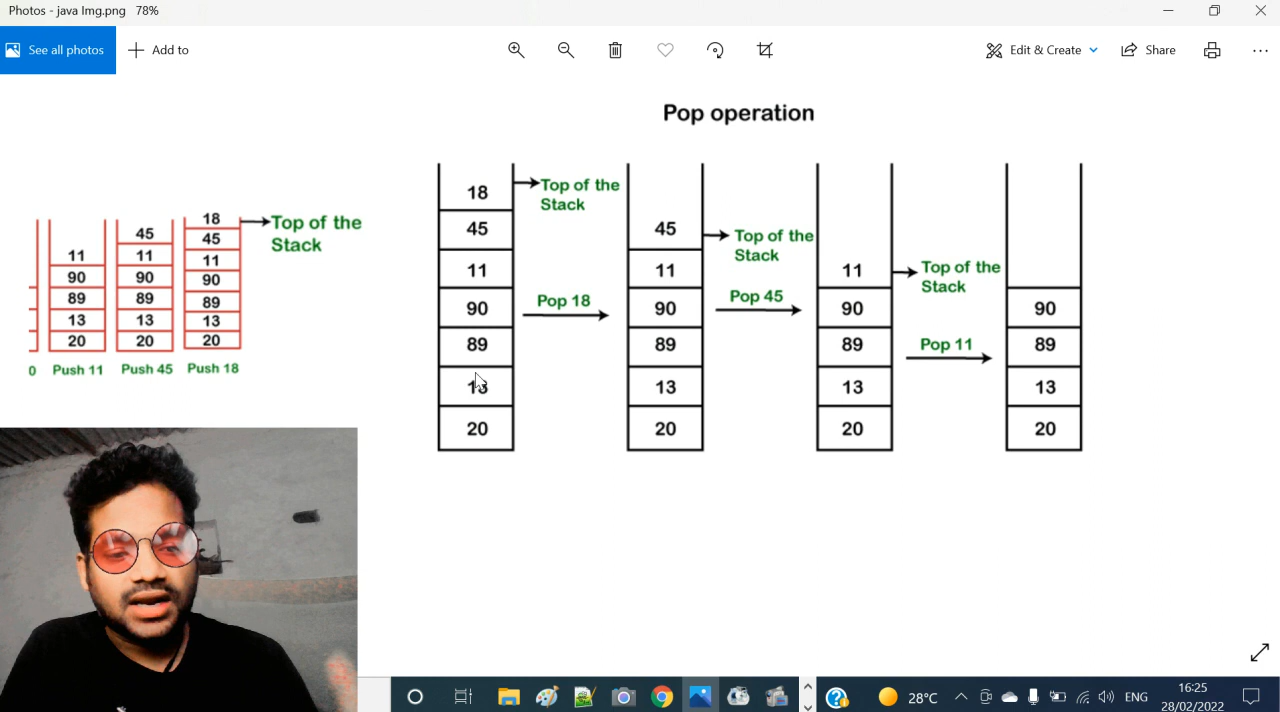 Photos - java Img.png 78%
See all photos
Add to
Edit & Create
Share
Pop operation
18
45
11
90
89
13
20
Top of the
Stack
Pop 18
45
11
90
89
13
20
Top of the
Stack
Pop 45
11
90
89
13
20
Top of the
Stack
Pop 11
90
89
13
20
0
11
90
89
13
20
Push 11
45
11
90
89
13
20
Push 45
18
45
11
90
89
13
20
Push 18
Top of the
Stack
28°C
ENG
16:25
28/02/2022